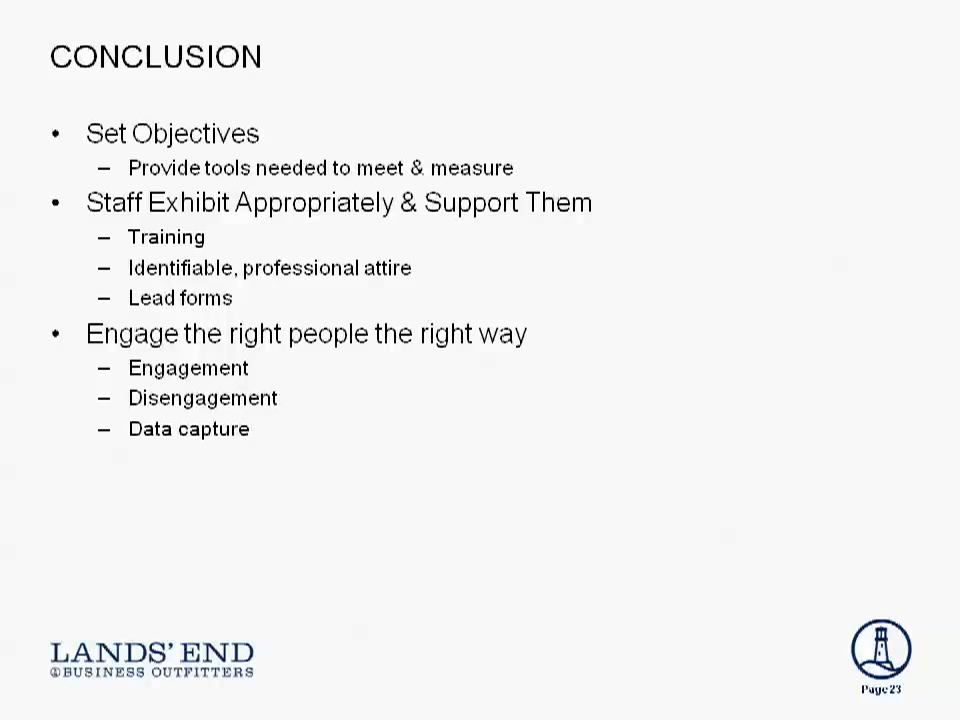 CONCLUSION
• Set Objectives
– Provide tools needed to meet & measure
• Staff Exhibit Appropriately & Support Them
– Training
– Identifiable, professional attire
– Lead forms
• Engage the right people the right way
– Engagement
– Disengagement
– Data capture
LANDS' END
BUSINESS OUTFITTERS
Page 23